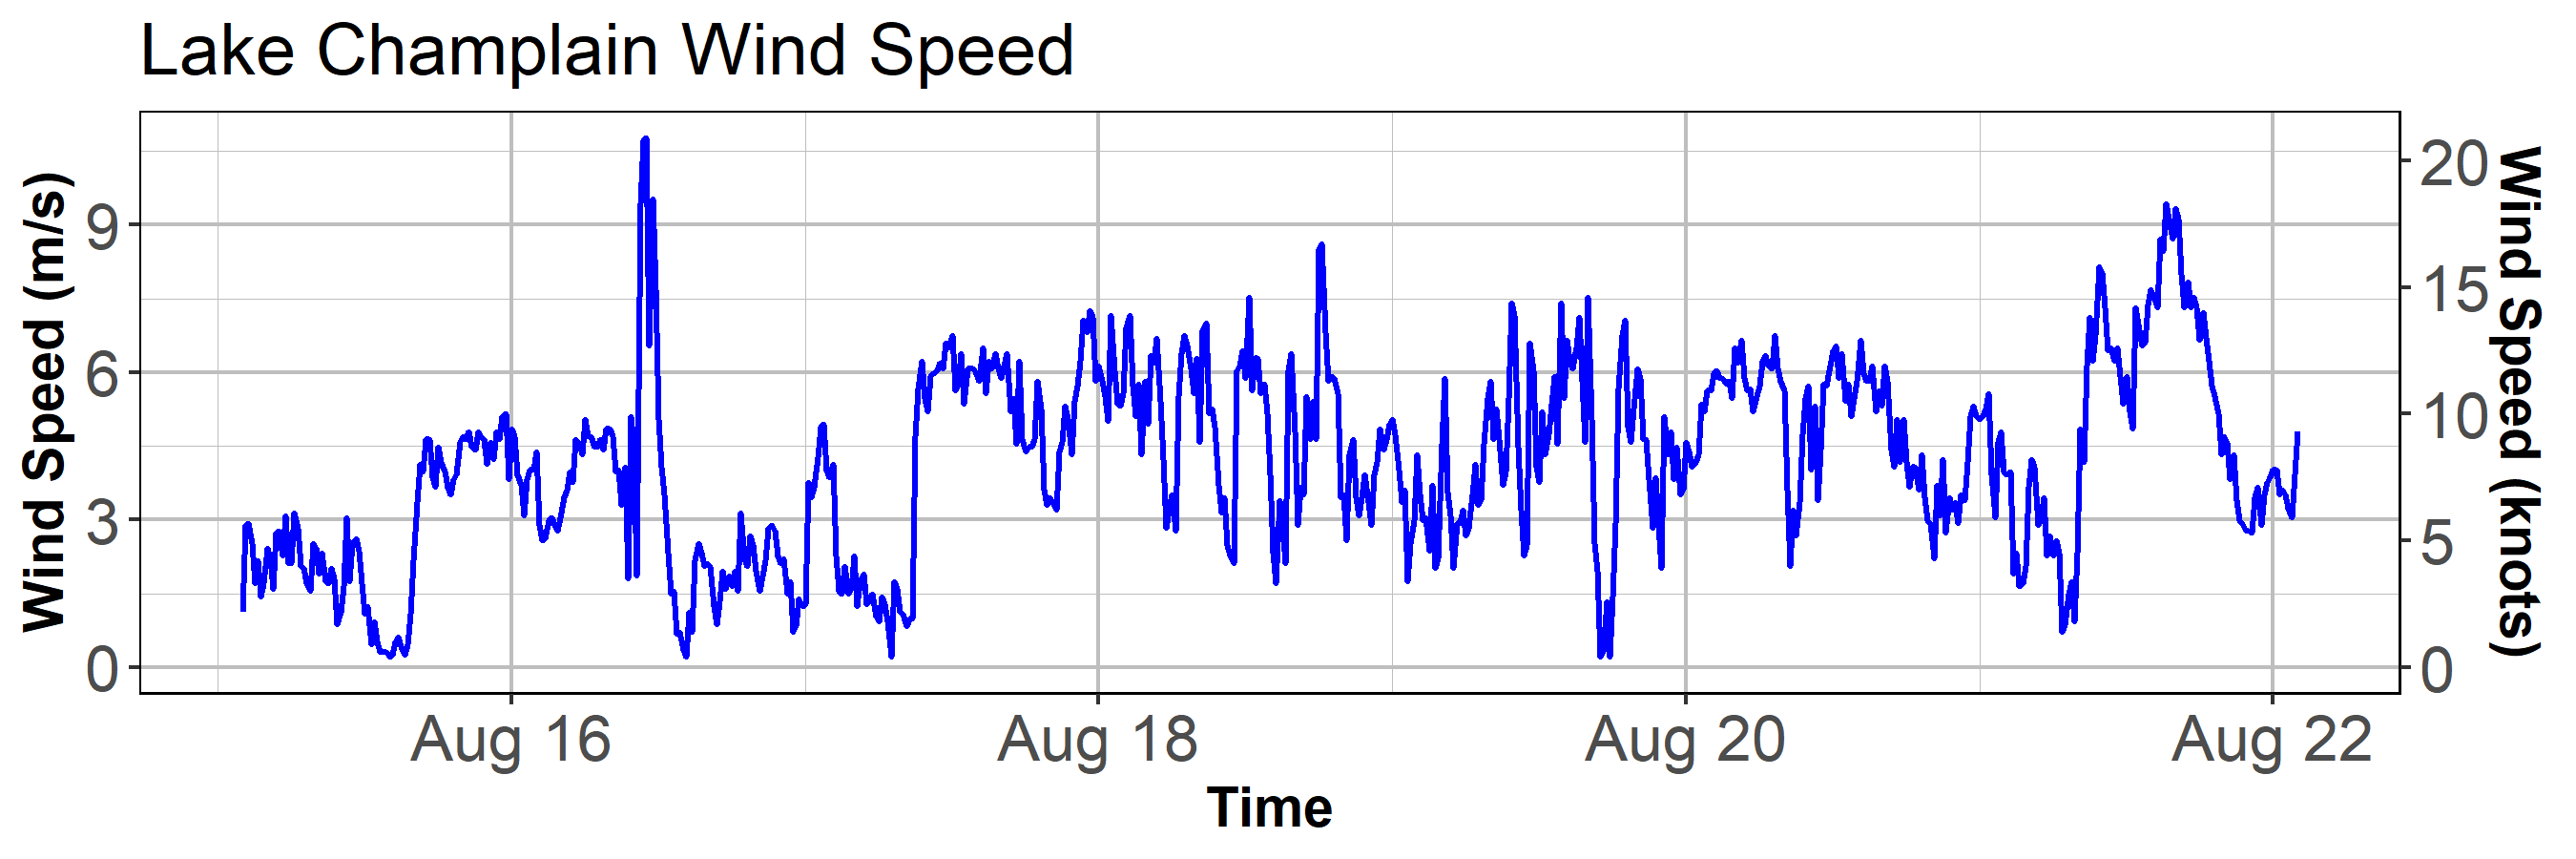 Lake Champlain Wind Speed
Wind Speed (m/s)
9
6
3
0
20
15
10
5
0
Wind Speed (knots)
Aug 16 Aug 18 Aug 20 Aug 22
Time